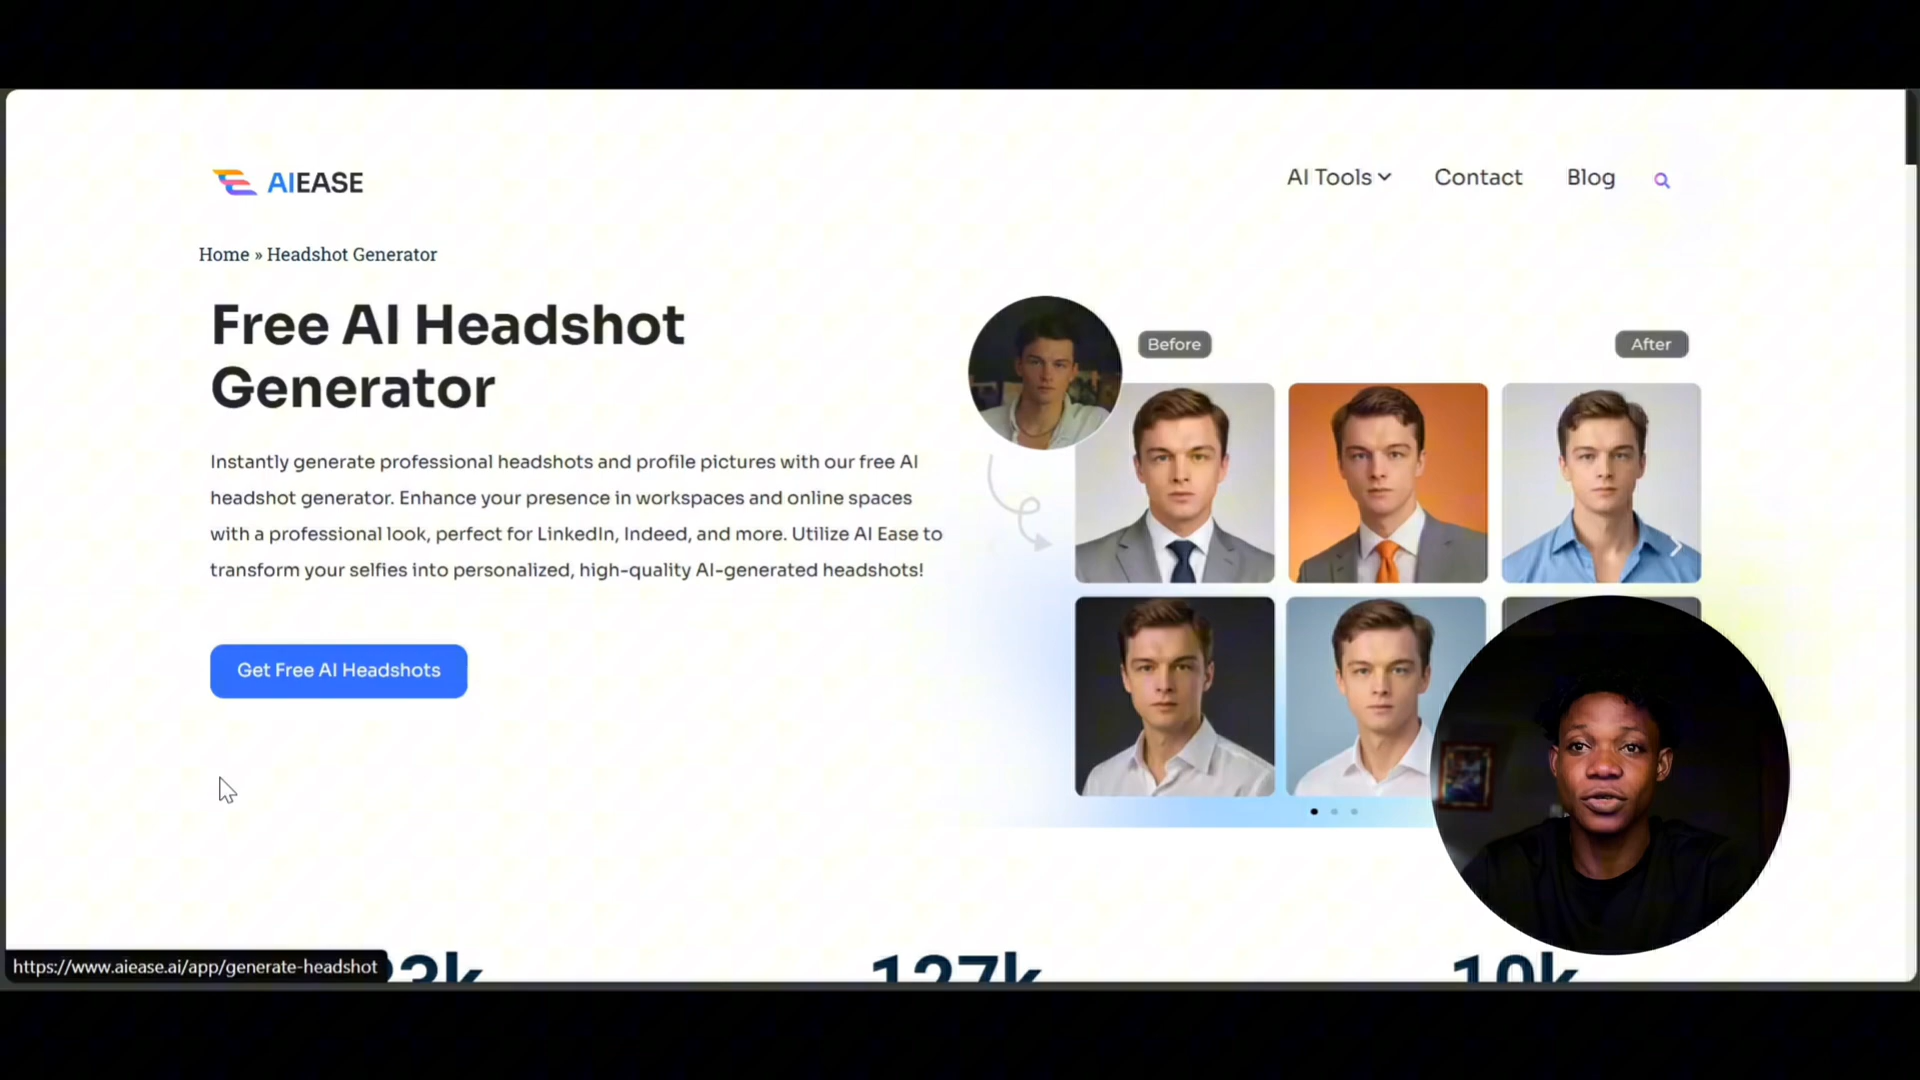 AIEASE
AI Tools
Contact
Blog
Home » Headshot Generator
Free AI Headshot
Generator
Instantly generate professional headshots and profile pictures with our free AI
headshot generator. Enhance your presence in workspaces and online spaces
with a professional look, perfect for LinkedIn, Indeed, and more. Utilize AI Ease to
transform your selfies into personalized, high-quality AI-generated headshots!
Get Free AI Headshots
Before
After
127k
10k
https://www.aiease.ai/app/generate-headshot